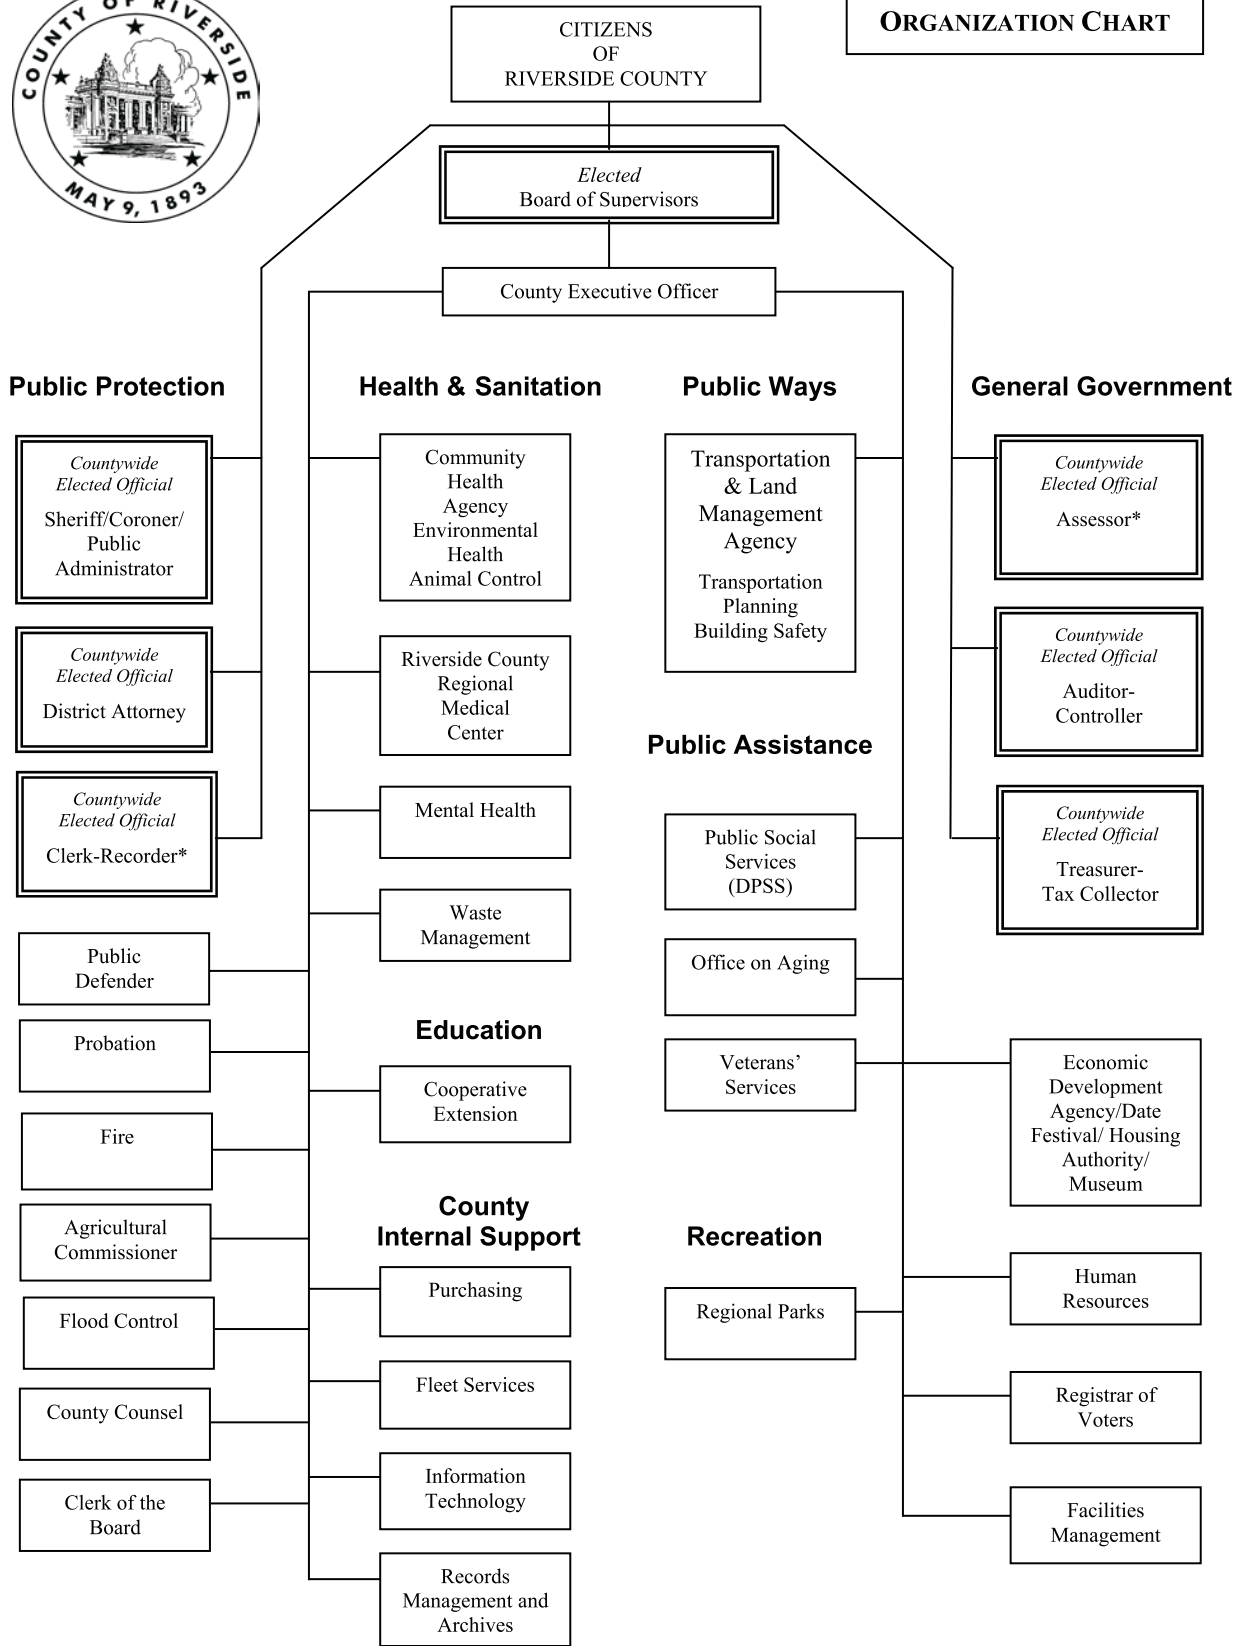 COUNTY OF RIVERSIDE
MAY 9, 1893
CITIZENS
OF
RIVERSIDE COUNTY
ORGANIZATION CHART
Elected
Board of Supervisors
County Executive Officer
Public Protection
Countywide
Elected Official
Sheriff/Coroner/
Public
Administrator
Countywide
Elected Official
District Attorney
Countywide
Elected Official
Clerk-Recorder*
Public
Defender
Probation
Fire
Agricultural
Commissioner
Flood Control
County Counsel
Clerk of the
Board
Health & Sanitation
Community
Health
Agency
Environmental
Health
Animal Control
Riverside County
Regional
Medical
Center
Mental Health
Waste
Management
Education
Cooperative
Extension
County
Internal Support
Purchasing
Fleet Services
Information
Technology
Records
Management and
Archives
Public Ways
Transportation
& Land
Management
Agency
Transportation
Planning
Building Safety
Public Assistance
Public Social
Services
(DPSS)
Office on Aging
Veterans’
Services
Recreation
Regional Parks
General Government
Countywide
Elected Official
Assessor*
Countywide
Elected Official
Auditor-
Controller
Countywide
Elected Official
Treasurer-
Tax Collector
Economic
Development
Agency/Date
Festival/ Housing
Authority/
Museum
Human
Resources
Registrar of
Voters
Facilities
Management